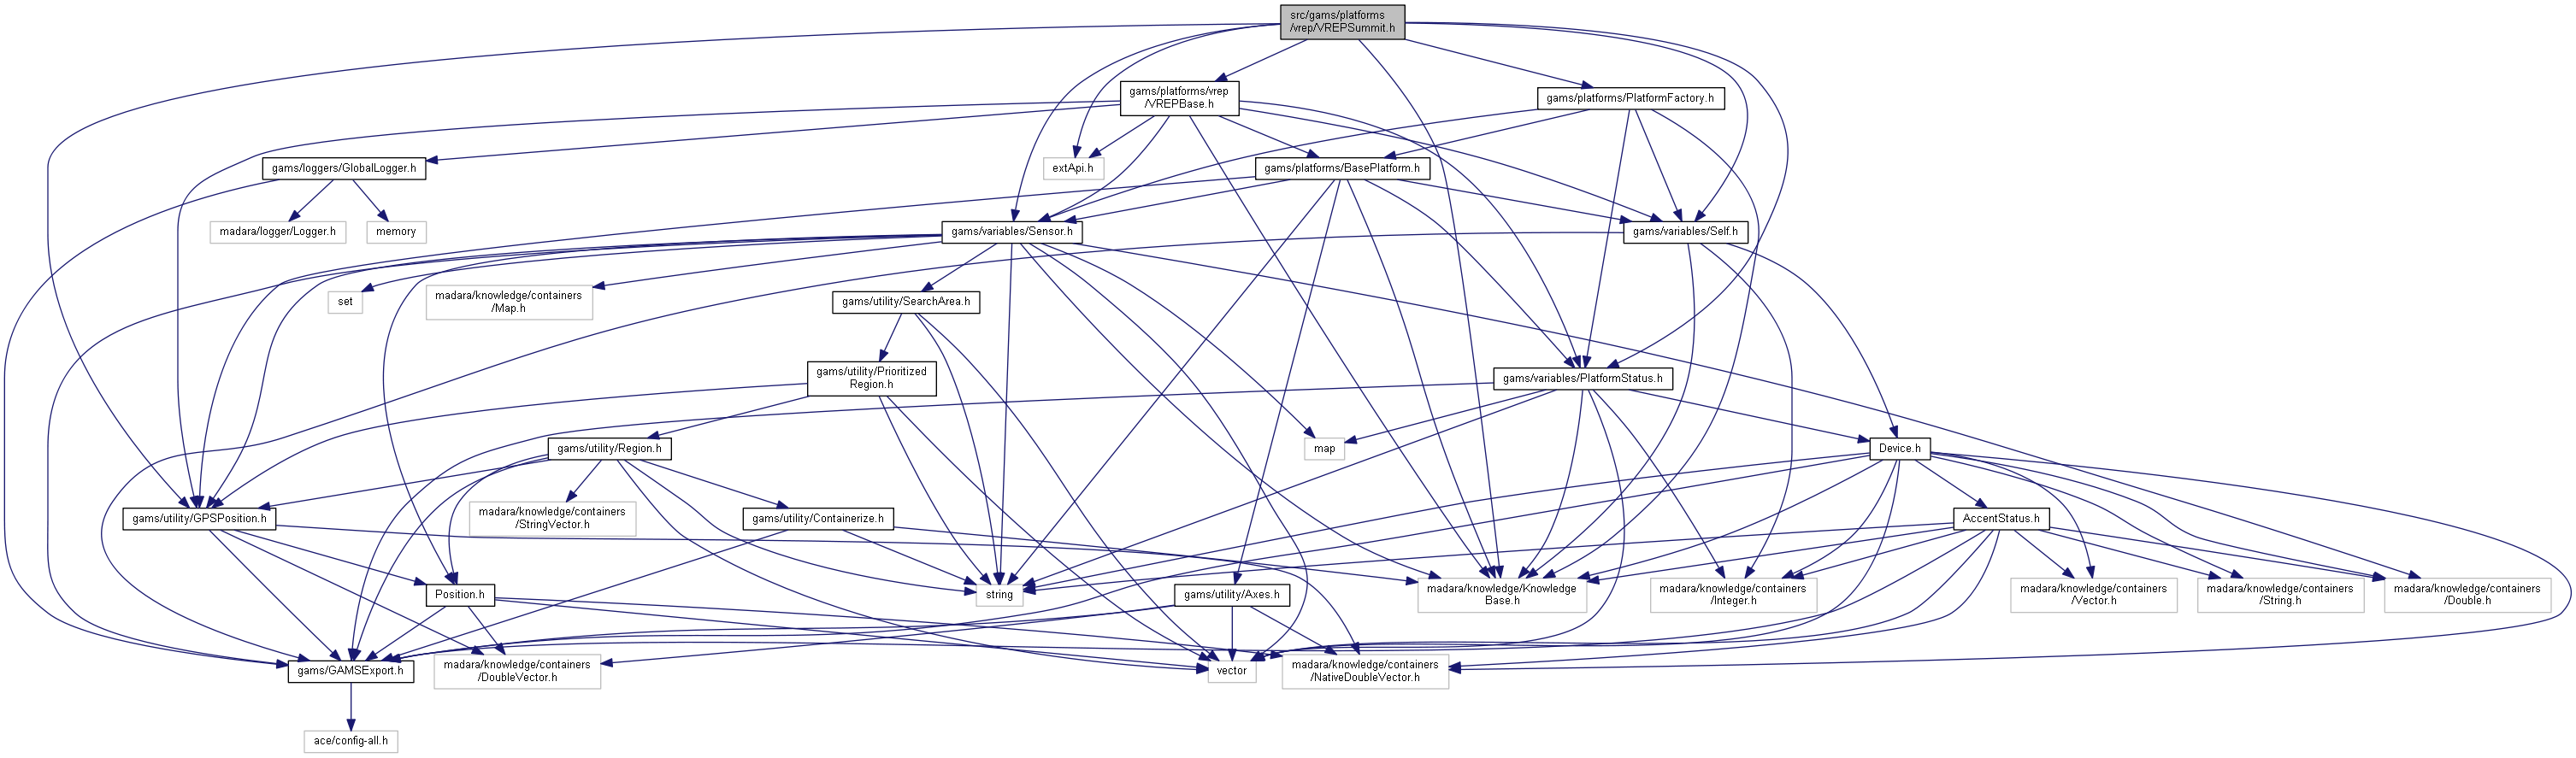 src/gams/platforms
/vrep/VREPSummit.h
gams/platforms/vrep
/VREPBase.h
gams/platforms/PlatformFactory.h
gams/loggers/GlobalLogger.h
extApi.h
gams/platforms/BasePlatform.h
madara/logger/Logger.h
memory
gams/variables/Sensor.h
gams/variables/Self.h
set
madara/knowledge/containers
/Map.h
gams/utility/SearchArea.h
gams/utility/Prioritized
Region.h
gams/variables/PlatformStatus.h
gams/utility/Region.h
map
Device.h
gams/utility/GPSPosition.h
madara/knowledge/containers
/StringVector.h
gams/utility/Containerize.h
AccentStatus.h
Position.h
string
gams/utility/Axes.h
madara/knowledge/Knowledge
Base.h
madara/knowledge/containers
/Integer.h
madara/knowledge/containers
/Vector.h
madara/knowledge/containers
/String.h
madara/knowledge/containers
/Double.h
gams/GAMSExport.h
madara/knowledge/containers
/DoubleVector.h
vector
madara/knowledge/containers
/NativeDoubleVector.h
ace/config-all.h